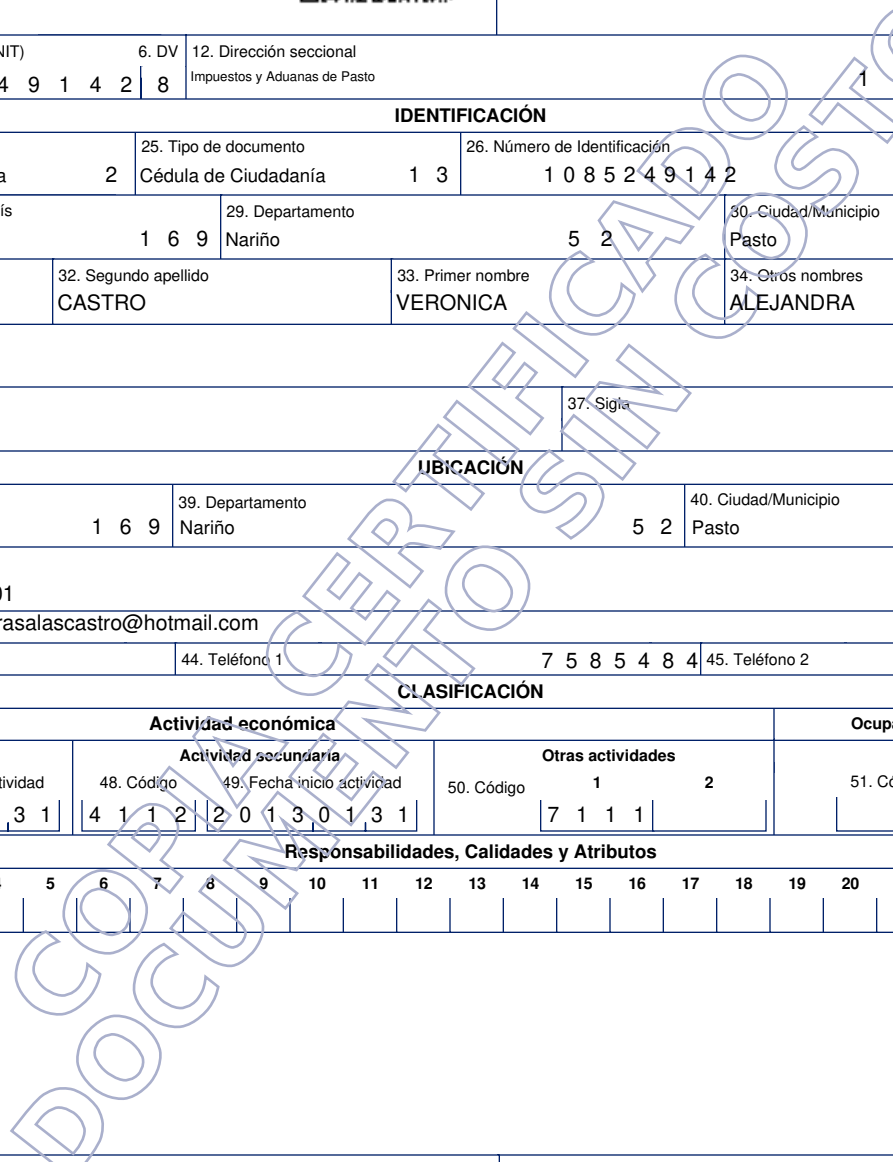 NIT) 6. DV 12. Dirección seccional
4 9 1 4 2 8 Impuestos y Aduanas de Pasto 1
IDENTIFICACIÓN
25. Tipo de documento 26. Número de Identificación
a 2 Cédula de Ciudadanía 1 3 1 0 8 5 2 4 9 1 4 2
ís 29. Departamento 30. Ciudad/Municipio
1 6 9 Nariño 5 2 Pasto
32. Segundo apellido 33. Primer nombre 34. Otros nombres
CASTRO VERONICA ALEJANDRA
37. Sigla
UBICACIÓN
39. Departamento 40. Ciudad/Municipio
1 6 9 Nariño 5 2 Pasto
01
rasalascastro@hotmail.com
44. Teléfono 1 7 5 8 5 4 8 4 45. Teléfono 2
CLASIFICACIÓN
Actividad económica Ocupa
Actividad secundaria Otras actividades
tividad 48. Código 49. Fecha inicio actividad 50. Código 1 2 51. Có
3 1 4 1 1 2 2 0 1 3 0 1 3 1 7 1 1 1
Responsabilidades, Calidades y Atributos
5 6 7 8 9 10 11 12 13 14 15 16 17 18 19 20
COPIA CERTIFICADO
DOCUMENTO SIN COSTO